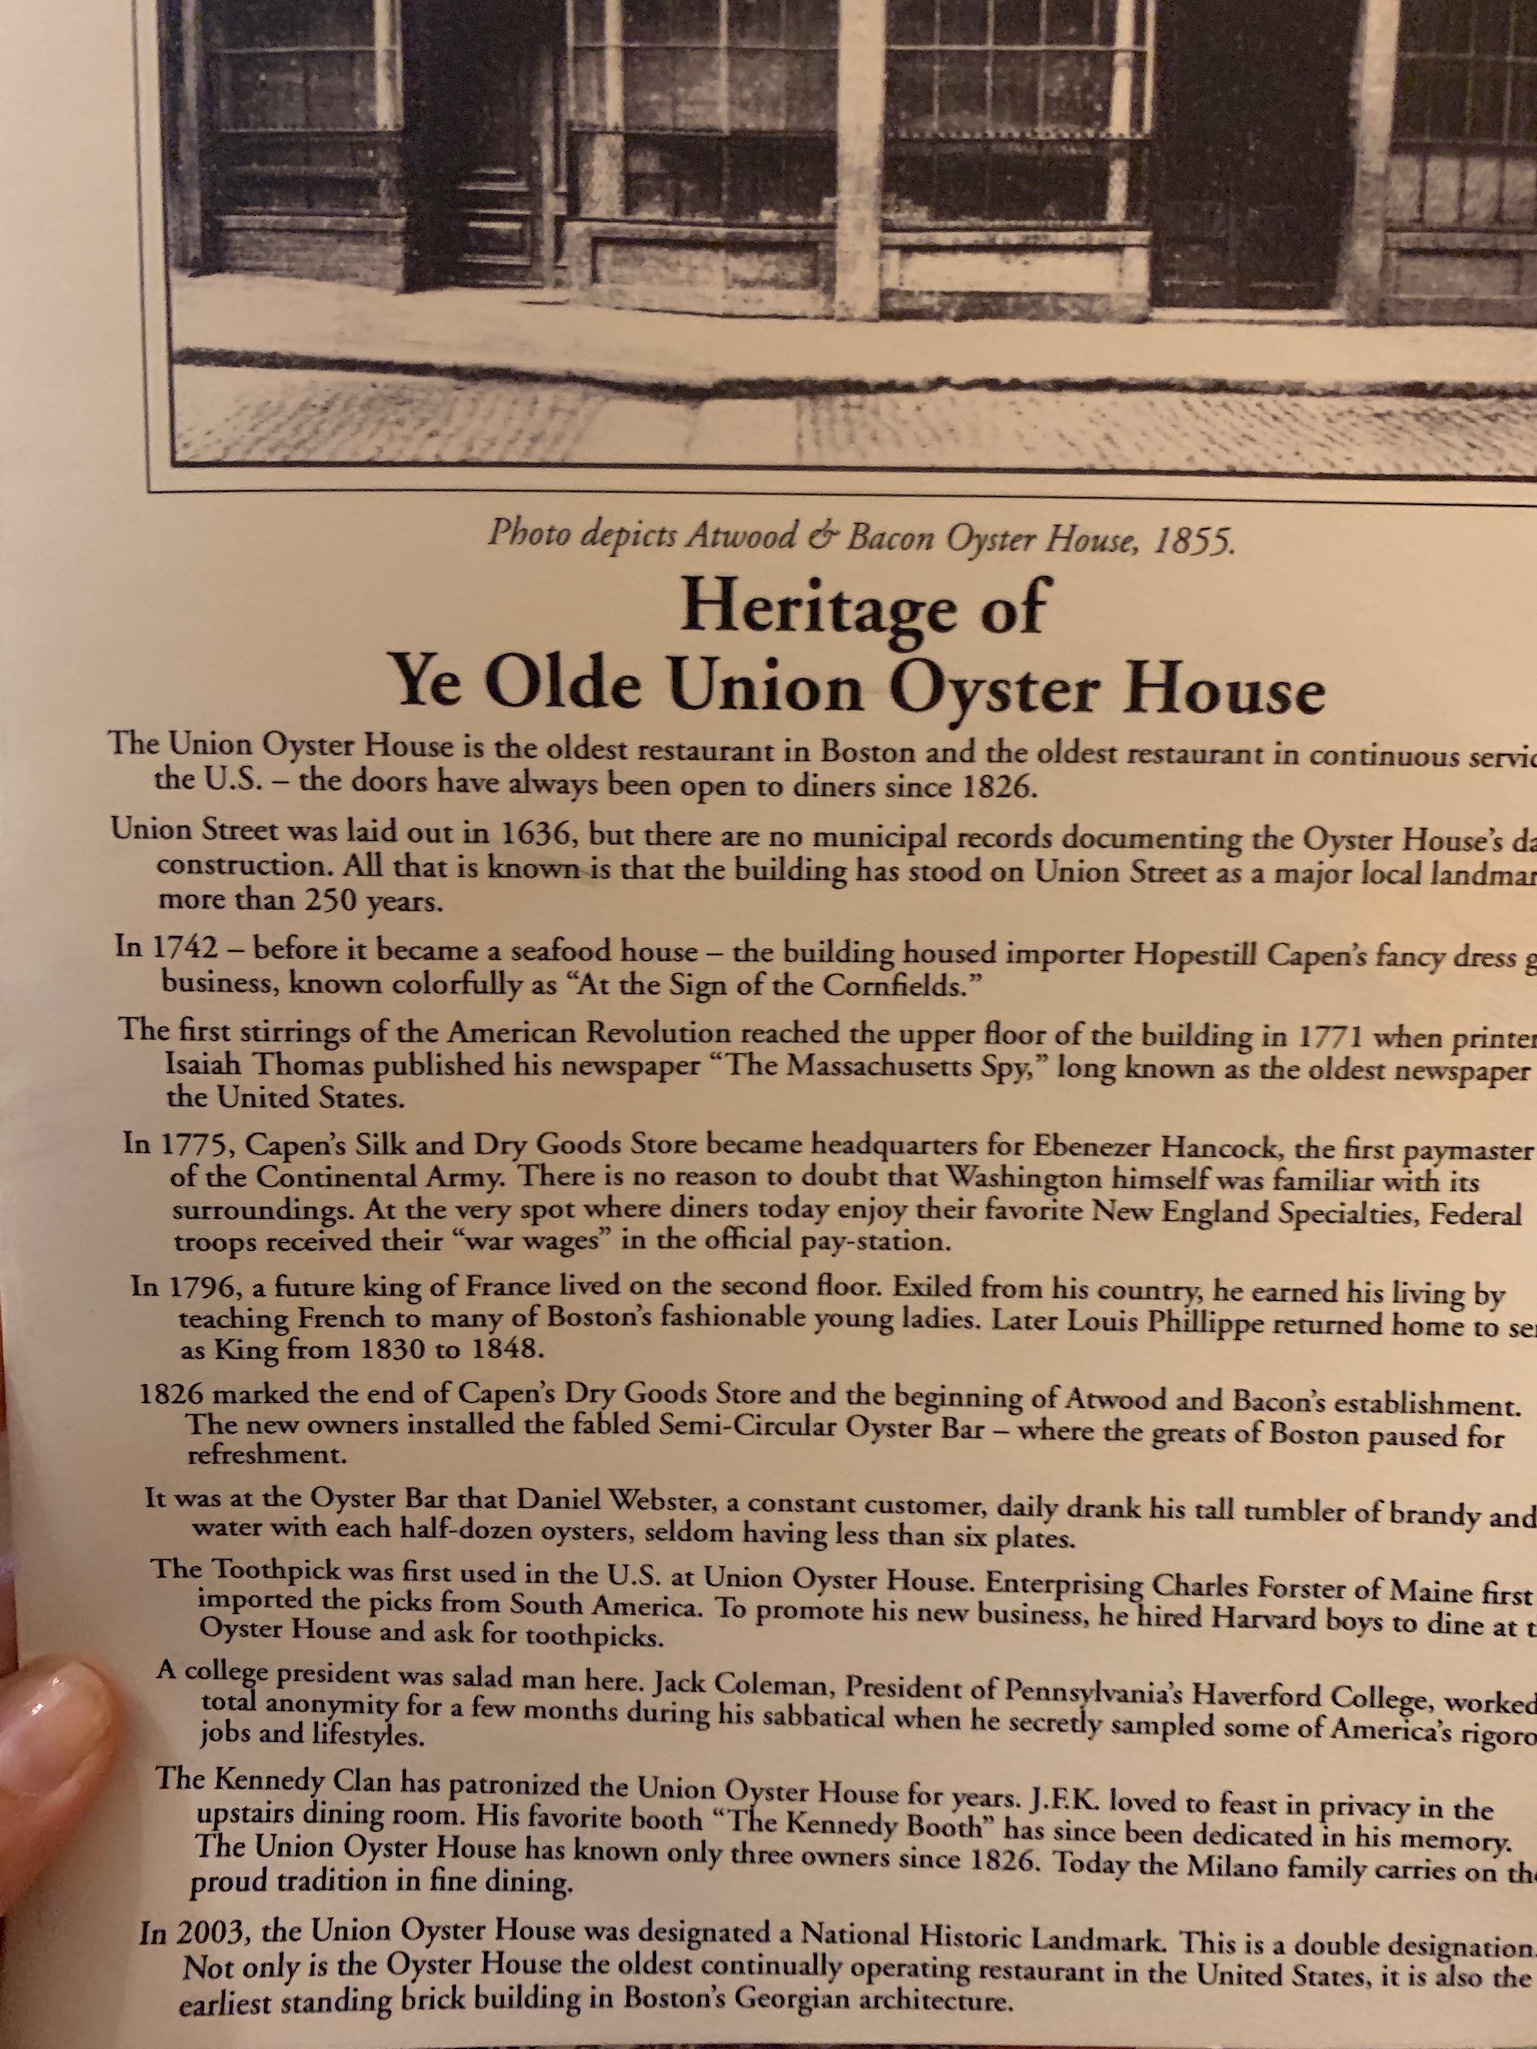 Photo depicts Atwood & Bacon Oyster House, 1855.
Heritage of
Ye Olde Union Oyster House
The Union Oyster House is the oldest restaurant in Boston and the oldest restaurant in continuous
the U.S. – the doors have always been open to diners since 1826.
Union Street was laid out in 1636, but there are no municipal records documenting the Oyster House's
construction. All that is known is that the building has stood on Union Street as a major local
more than 250 years.
In 1742 – before it became a seafood house – the building housed importer Hopestill Capen's fancy dress
business, known colorfully as “At the Sign of the Cornfields.”
The first stirrings of the American Revolution reached the upper floor of the building in 1771 when printer
Isaiah Thomas published his newspaper “The Massachusetts Spy,” long known as the oldest newspaper
the United States.
In 1775, Capen's Silk and Dry Goods Store became headquarters for Ebenezer Hancock, the first paymaster
of the Continental Army. There is no reason to doubt that Washington himself was familiar with its
surroundings. At the very spot where diners today enjoy their favorite New England Specialties, Federal
troops received their “war wages” in the official pay-station.
In 1796, a future king of France lived on the second floor. Exiled from his country, he earned his living by
teaching French to many of Boston's fashionable young ladies. Later Louis Phillippe returned home to
as King from 1830 to 1848.
1826 marked the end of Capen's Dry Goods Store and the beginning of Atwood and Bacon's establishment.
The new owners installed the fabled Semi-Circular Oyster Bar – where the greats of Boston paused for
refreshment.
It was at the Oyster Bar that Daniel Webster, a constant customer, daily drank his tall tumbler of brandy and
water with each half-dozen oysters, seldom having less than six plates.
The Toothpick was first used in the U.S. at Union Oyster House. Enterprising Charles Forster of Maine first
imported the picks from South America. To promote his new business, he hired Harvard boys to dine at
Oyster House and ask for toothpicks.
A college president was salad man here. Jack Coleman, President of Pennsylvania's Haverford College, worked
total anonymity for a few months during his sabbatical when he secretly sampled some of America's
jobs and lifestyles.
The Kennedy Clan has patronized the Union Oyster House for years. J.F.K. loved to feast in privacy in the
upstairs dining room. His favorite booth “The Kennedy Booth” has since been dedicated in his memory.
The Union Oyster House has known only three owners since 1826. Today the Milano family carries on
proud tradition in fine dining.
In 2003, the Union Oyster House was designated a National Historic Landmark. This is a double designation.
Not only is the Oyster House the oldest continually operating restaurant in the United States, it is also the
earliest standing brick building in Boston's Georgian architecture.